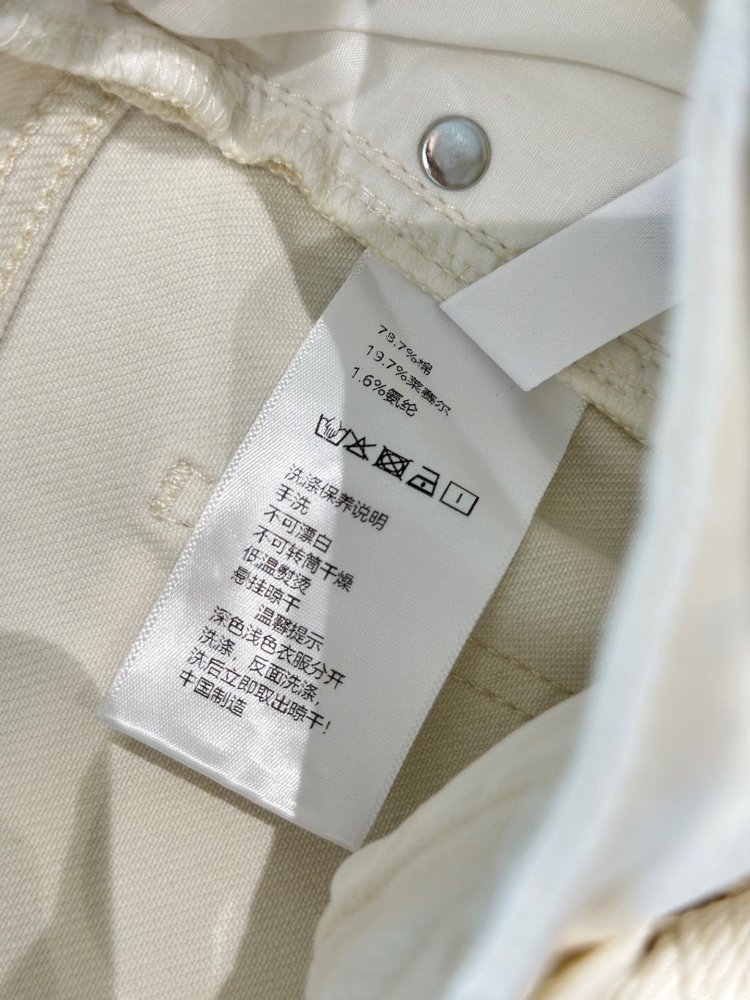 78.7%棉
19.7%莱赛尔
1.6%氨纶
洗涤保养说明
手洗
不可漂白
不可转筒干燥
低温熨烫
悬挂晾干
温馨提示
深色浅色衣服分开
洗涤，反面洗涤，
洗后立即取出晾干！
中国制造